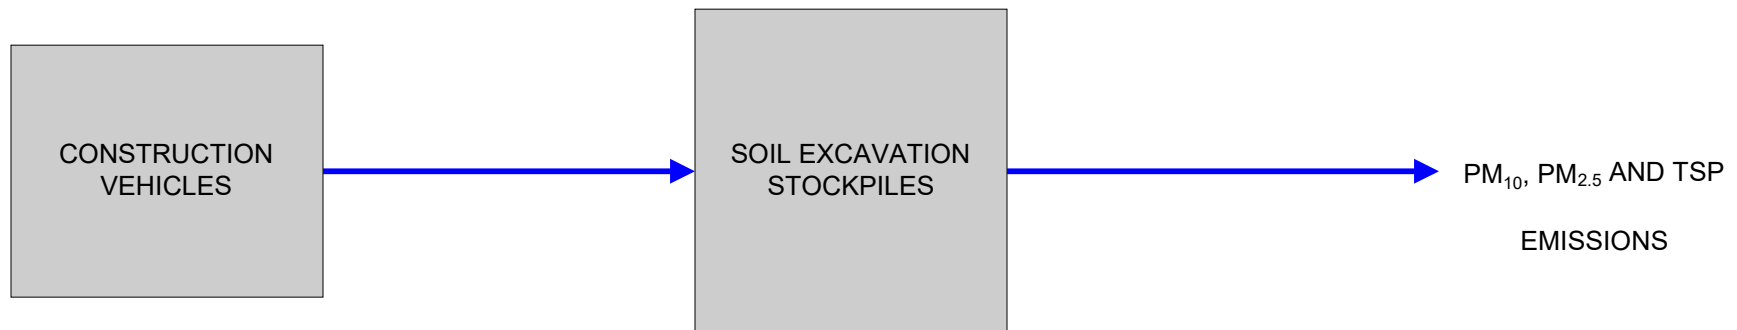 CONSTRUCTION
VEHICLES
SOIL EXCAVATION
STOCKPILES
PM₁₀, PM₂.₅ AND TSP
EMISSIONS